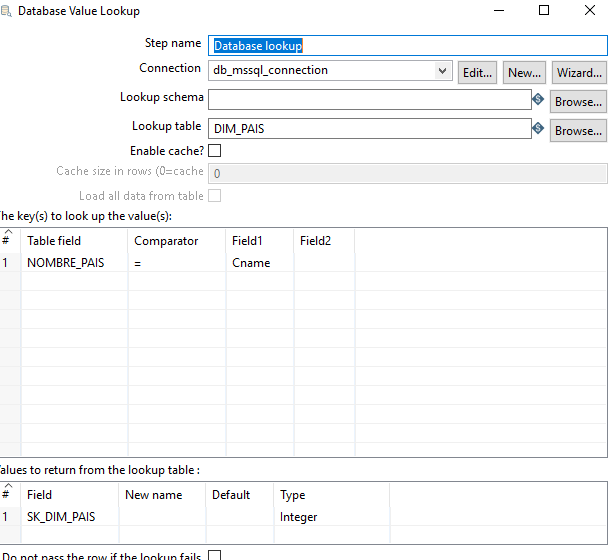 Database Value Lookup
Step name Database lookup
Connection db_mssql_connection Edit... New... Wizard...
Lookup schema Browse...
Lookup table DIM_PAIS Browse...
Enable cache?
Cache size in rows (0=cache 0
Load all data from table
he key(s) to look up the value(s):
# Table field Comparator Field1 Field2
1 NOMBRE_PAIS = Cname
alues to return from the lookup table :
# Field New name Default Type
1 SK_DIM_PAIS Integer
Do not pass the row if the lookup fails